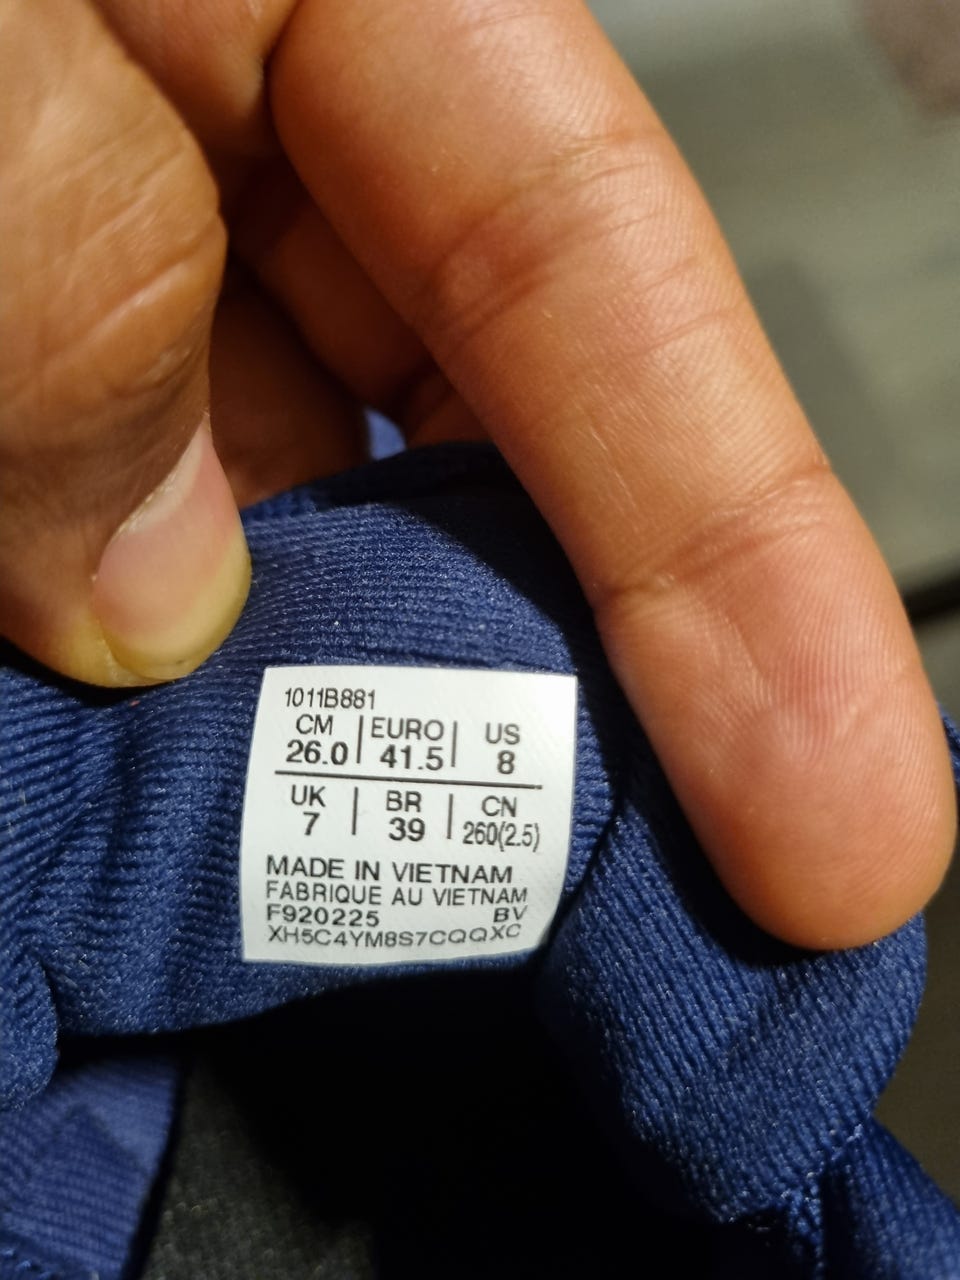 1011B881
CM | EURO | US
26.0 | 41.5 | 8
UK | BR | CN
7 | 39 | 260(2.5)
MADE IN VIETNAM
FABRIQUE AU VIETNAM
F920225 BV
XH5C4YM8S7CQQXC